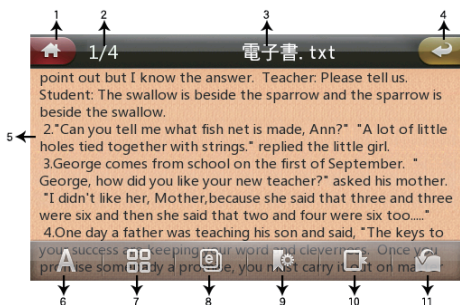 1 2 3 4
1/4 電子書. txt
point out but I know the answer. Teacher: Please tell us.
Student: The swallow is beside the sparrow and the sparrow is
beside the swallow.
2."Can you tell me what fish net is made, Ann?" "A lot of little
5
holes tied together with strings." replied the little girl.
3.George comes from school on the first of September. "
George, how did you like your new teacher?" asked his mother.
"I didn't like her, Mother,because she said that three and three
were six and then she said that two and four were six too....."
4.One day a father was teaching his son and said, "The keys to
your success are keeping your word and cleverness. Once you
promise somebody a promise, you must carry it out on
A
6 7 8 9 10 11